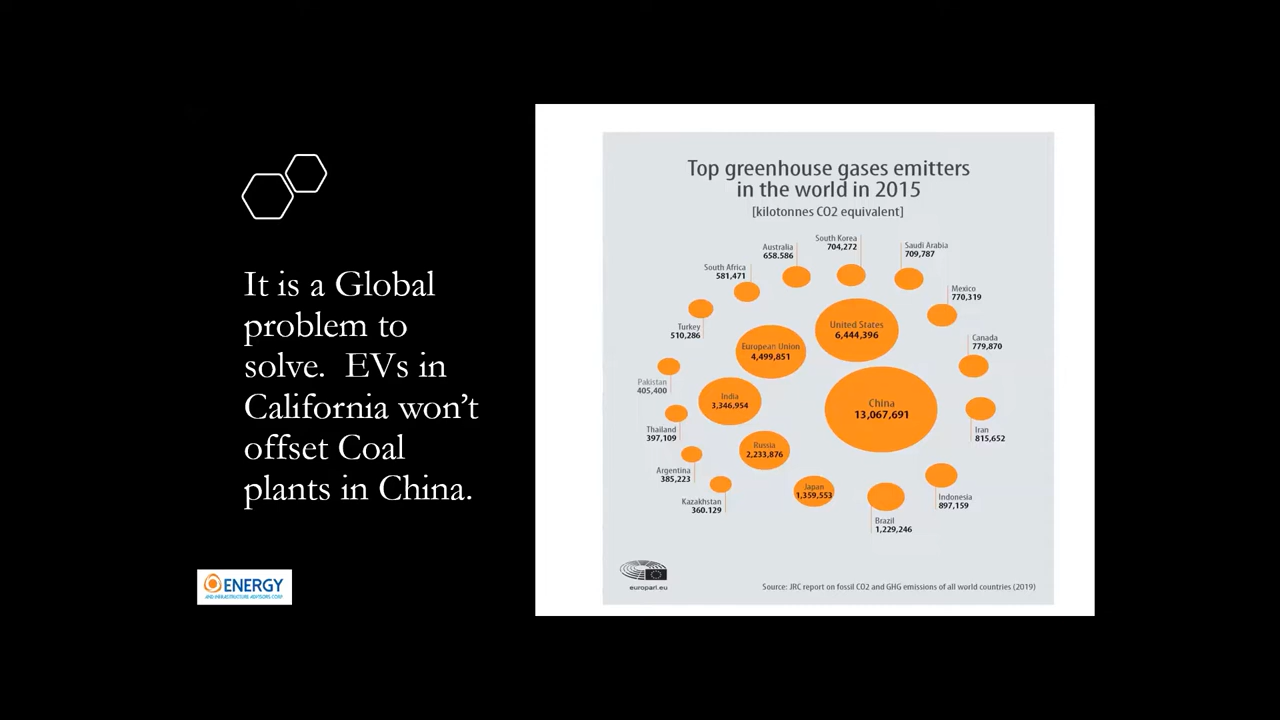 It is a Global
problem to
solve. EVs in
California won't
offset Coal
plants in China.
ENERGY
AND INFRASTRUCTURE ADVISORS CORP
Top greenhouse gases emitters
in the world in 2015
[kilotonnes CO2 equivalent]
South Korea
704,272
Saudi Arabia
709,787
Australia
658.586
South Africa
581,471
Mexico
770,319
Turkey
510,286
United States
6,444,396
Canada
779,870
European Union
4,499,851
Pakistan
405,400
India
3,346,954
China
13,067,691
Thailand
397,109
Iran
815,652
Russia
2,233,876
Argentina
385,223
Japan
1,359,553
Indonesia
897,159
Kazakhstan
360.129
Brazil
1,229,246
europarl.eu
Source: JRC report on fossil CO2 and GHG emissions of all world countries (2019)